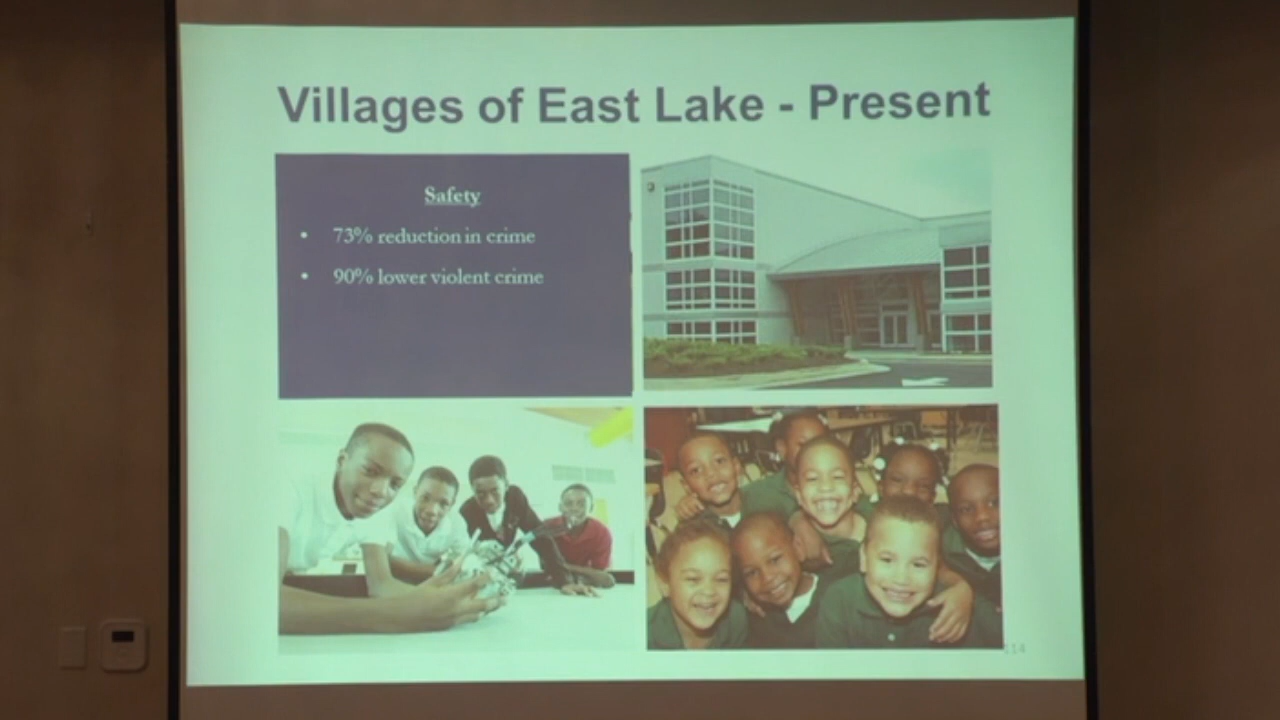 Villages of East Lake - Present
Safety
• 73% reduction in crime
• 90% lower violent crime